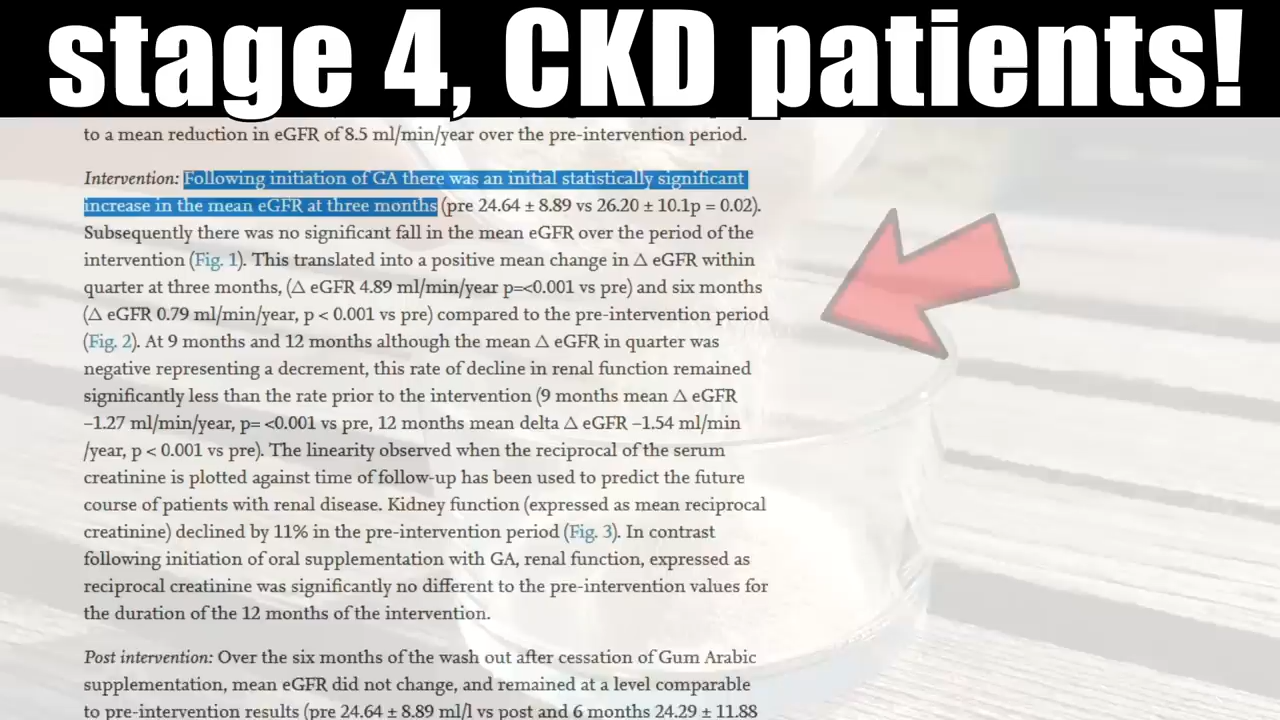 stage 4, CKD patients!
to a mean reduction in eGFR of 8.5 ml/min/year over the pre-intervention period.
Intervention: Following initiation of GA there was an initial statistically significant
increase in the mean eGFR at three months (pre 24.64 ± 8.89 vs 26.20 ± 10.1p = 0.02).
Subsequently there was no significant fall in the mean eGFR over the period of the
intervention (Fig. 1). This translated into a positive mean change in Δ eGFR within
quarter at three months, (Δ eGFR 4.89 ml/min/year p=<0.001 vs pre) and six months
(Δ eGFR 0.79 ml/min/year, p < 0.001 vs pre) compared to the pre-intervention period
(Fig. 2). At 9 months and 12 months although the mean Δ eGFR in quarter was
negative representing a decrement, this rate of decline in renal function remained
significantly less than the rate prior to the intervention (9 months mean Δ eGFR
−1.27 ml/min/year, p= <0.001 vs pre, 12 months mean delta Δ eGFR −1.54 ml/min
/year, p < 0.001 vs pre). The linearity observed when the reciprocal of the serum
creatinine is plotted against time of follow-up has been used to predict the future
course of patients with renal disease. Kidney function (expressed as mean reciprocal
creatinine) declined by 11% in the pre-intervention period (Fig. 3). In contrast
following initiation of oral supplementation with GA, renal function, expressed as
reciprocal creatinine was significantly no different to the pre-intervention values for
the duration of the 12 months of the intervention.
Post intervention: Over the six months of the wash out after cessation of Gum Arabic
supplementation, mean eGFR did not change, and remained at a level comparable
to pre-intervention results (pre 24.64 ± 8.89 ml/l vs post and 6 months 24.29 ± 11.88